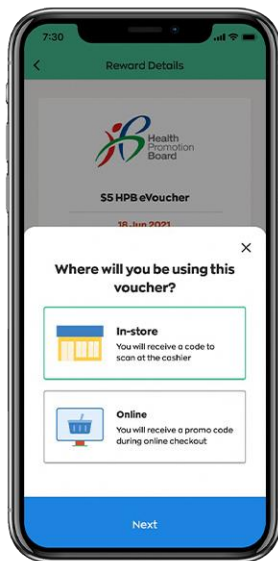 7:30
Reward Details
Health
Promotion
Board
S5 HPB eVoucher
18 Jun 2021
Where will you be using this
voucher?
In-store
You will receive a code to
scan at the cashier
Online
You will receive a promo code
during online checkout
Next